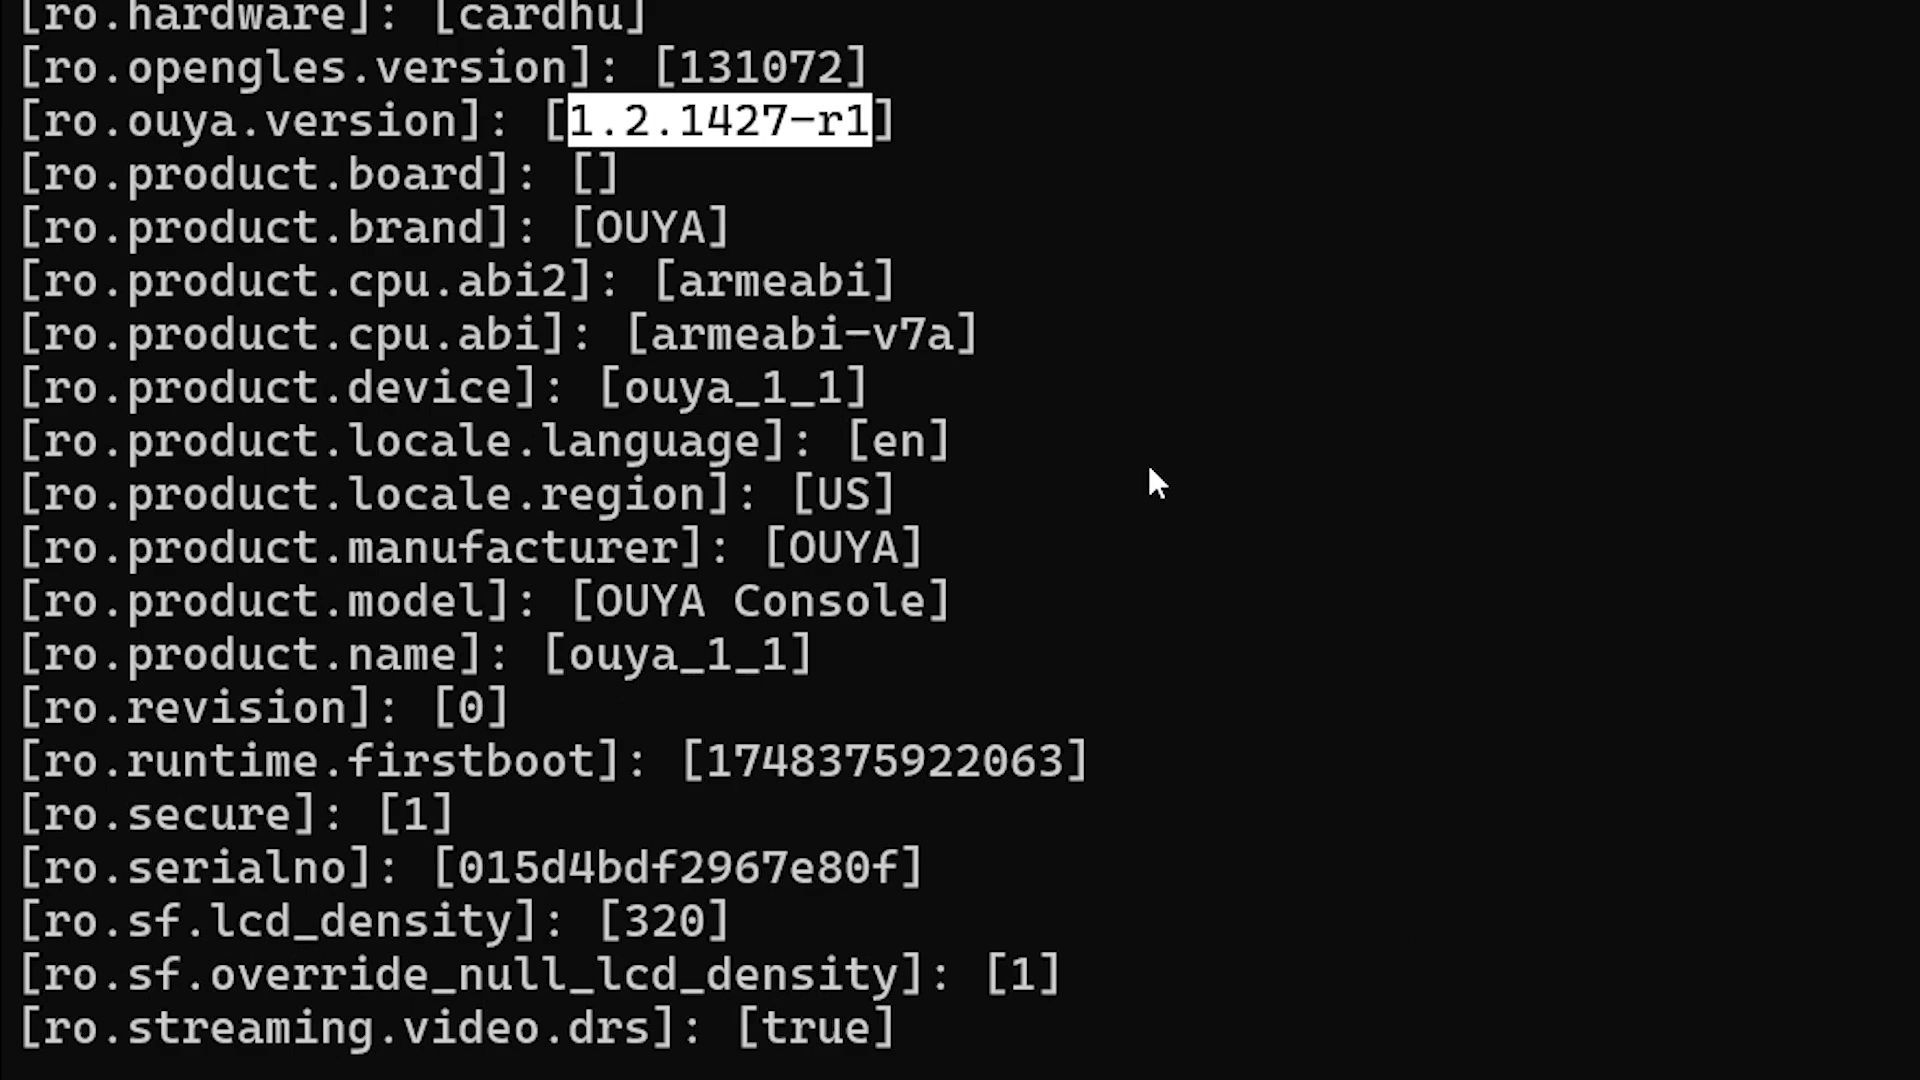 [ro.hardware]: [cardhu]
[ro.opengles.version]: [131072]
[ro.ouya.version]: [1.2.1427-r1]
[ro.product.board]: []
[ro.product.brand]: [OUYA]
[ro.product.cpu.abi2]: [armeabi]
[ro.product.cpu.abi]: [armeabi-v7a]
[ro.product.device]: [ouya_1_1]
[ro.product.locale.language]: [en]
[ro.product.locale.region]: [US]
[ro.product.manufacturer]: [OUYA]
[ro.product.model]: [OUYA Console]
[ro.product.name]: [ouya_1_1]
[ro.revision]: [0]
[ro.runtime.firstboot]: [1748375922063]
[ro.secure]: [1]
[ro.serialno]: [015d4bdf2967e80f]
[ro.sf.lcd_density]: [320]
[ro.sf.override_null_lcd_density]: [1]
[ro.streaming.video.drs]: [true]